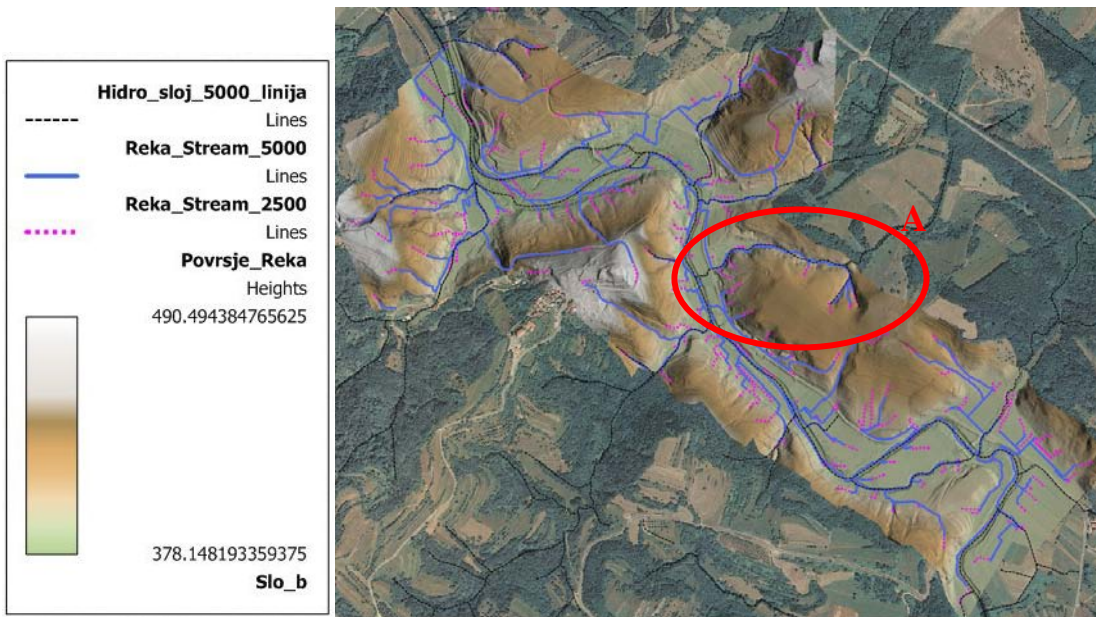 Hidro_sloj_5000_linija
Lines
Reka_Stream_5000
Lines
Reka_Stream_2500
Lines
Povrsje_Reka
Heights
490.494384765625
378.148193359375
Slo_b
A